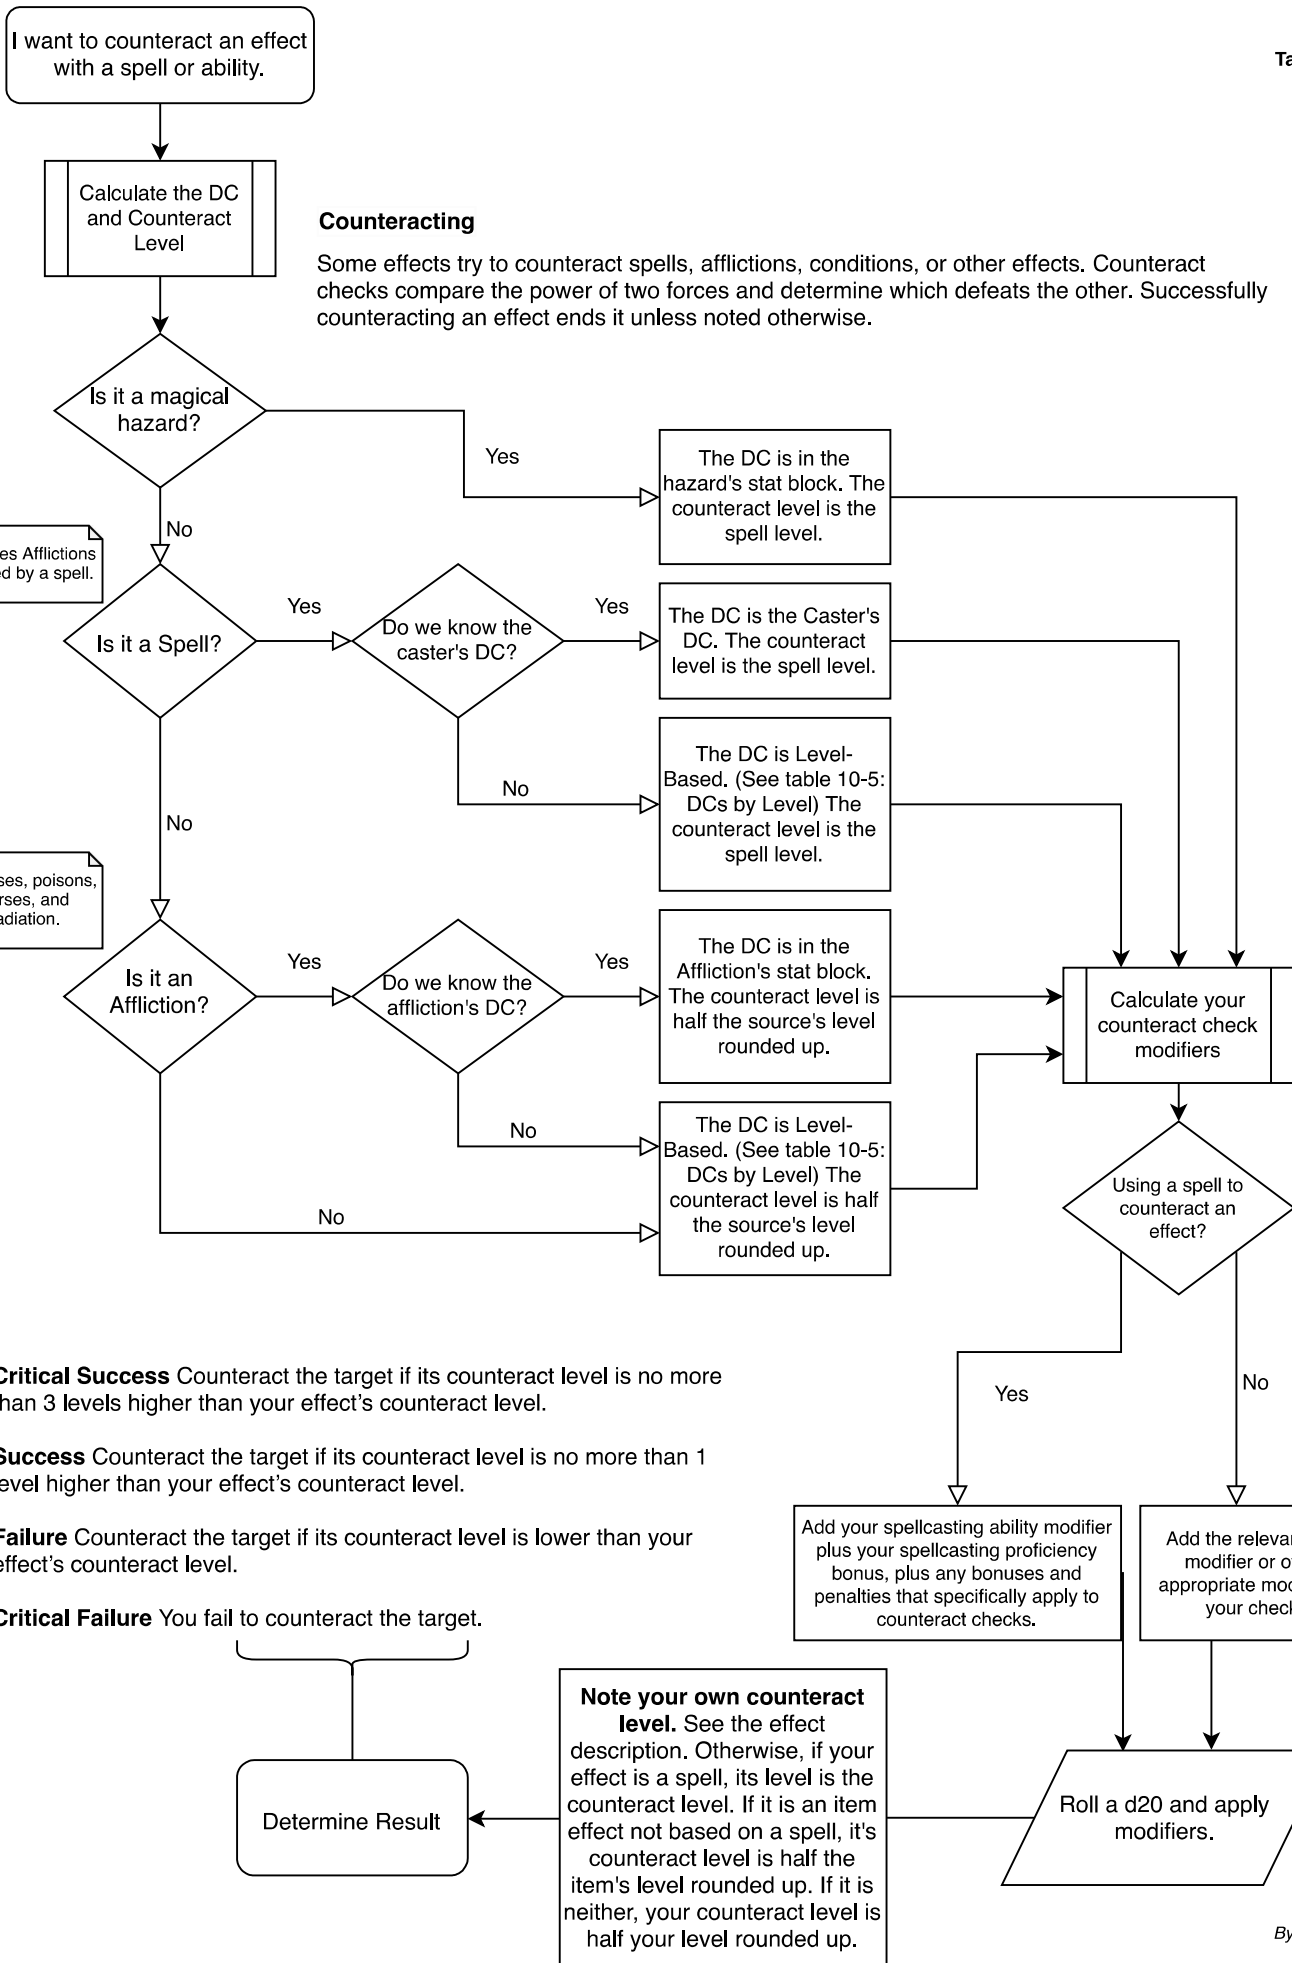 I want to counteract an effect
with a spell or ability.
Calculate the DC
and Counteract
Level
Counteracting
Some effects try to counteract spells, afflictions, conditions, or other effects. Counteract
checks compare the power of two forces and determine which defeats the other. Successfully
counteracting an effect ends it unless noted otherwise.
Is it a magical
hazard?
Yes
The DC is in the
hazard's stat block. The
counteract level is the
spell level.
No
Afflictions
by a spell.
Is it a Spell?
Yes
Do we know the
caster's DC?
Yes
The DC is the Caster's
DC. The counteract
level is the spell level.
No
The DC is Level-
Based. (See table 10-5:
DCs by Level) The
counteract level is the
spell level.
No
poisons,
and
Is it an
Affliction?
Yes
Do we know the
affliction's DC?
Yes
The DC is in the
Affliction's stat block.
The counteract level is
half the source's level
rounded up.
No
The DC is Level-
Based. (See table 10-5:
DCs by Level) The
counteract level is half
the source's level
rounded up.
No
Calculate your
counteract check
modifiers
Using a spell to
counteract an
effect?
Yes
No
Critical Success Counteract the target if its counteract level is no more
than 3 levels higher than your effect’s counteract level.
Success Counteract the target if its counteract level is no more than 1
level higher than your effect’s counteract level.
Failure Counteract the target if its counteract level is lower than your
effect’s counteract level.
Critical Failure You fail to counteract the target.
Add your spellcasting ability modifier
plus your spellcasting proficiency
bonus, plus any bonuses and
penalties that specifically apply to
counteract checks.
Add the
modifier or
appropriate
your
Roll a d20 and apply
modifiers.
Note your own counteract
level. See the effect
description. Otherwise, if your
effect is a spell, its level is the
counteract level. If it is an item
effect not based on a spell, it's
counteract level is half the
item's level rounded up. If it is
neither, your counteract level is
half your level rounded up.
Determine Result
By